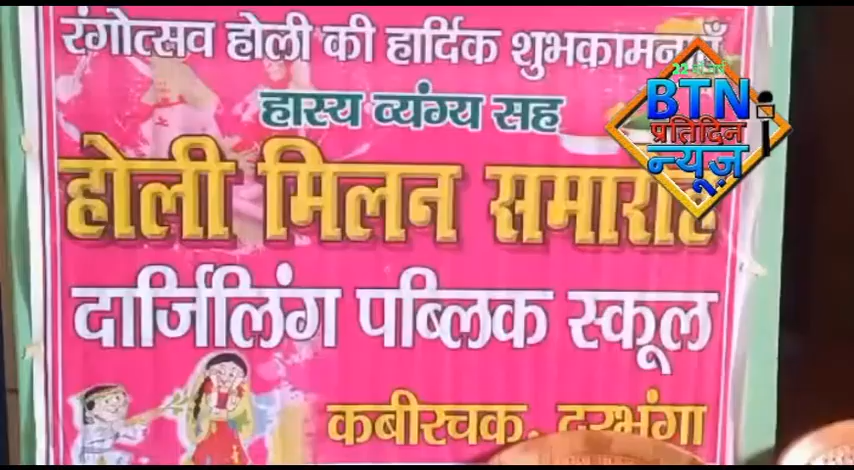 रंगोत्सव होली की हार्दिक शुभकामनाएँ
हास्य व्यंग्य सह
होली मिलन समारोह
दार्जिलिंग पब्लिक स्कूल
कबीरचक, दरभंगा
BTN
प्रतिदिन
न्यूज़